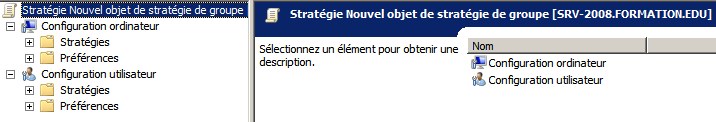 Stratégie Nouvel objet de stratégie de groupe
Configuration ordinateur
Stratégies
Préférences
Configuration utilisateur
Stratégies
Préférences
Stratégie Nouvel objet de stratégie de groupe [SRV-2008.FORMATION.EDU]
Sélectionnez un élément pour obtenir une
description.
Nom
Configuration ordinateur
Configuration utilisateur